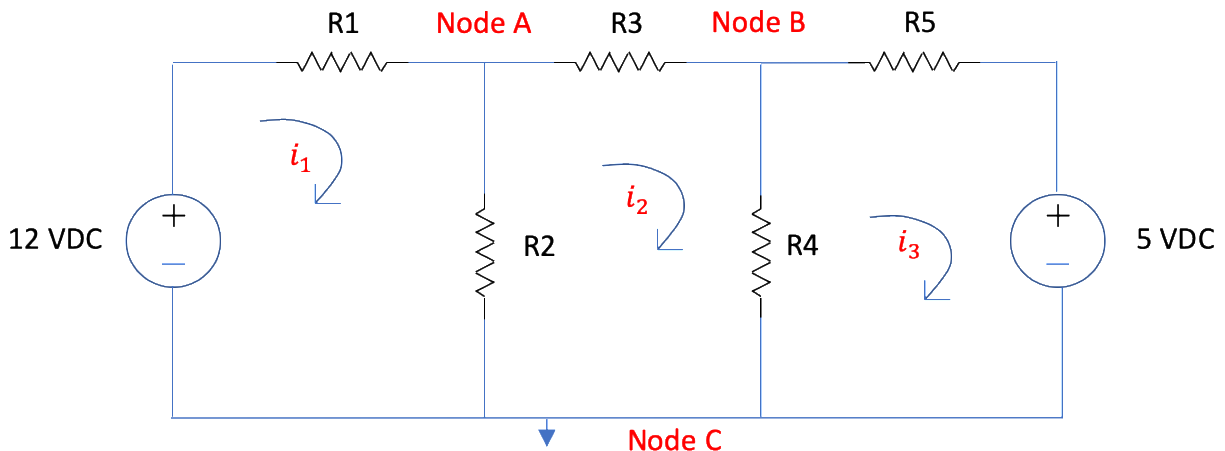 R1
Node A
R3
Node B
R5
i₁
i₂
i₃
12 VDC
+
−
R2
R4
+
−
5 VDC
Node C